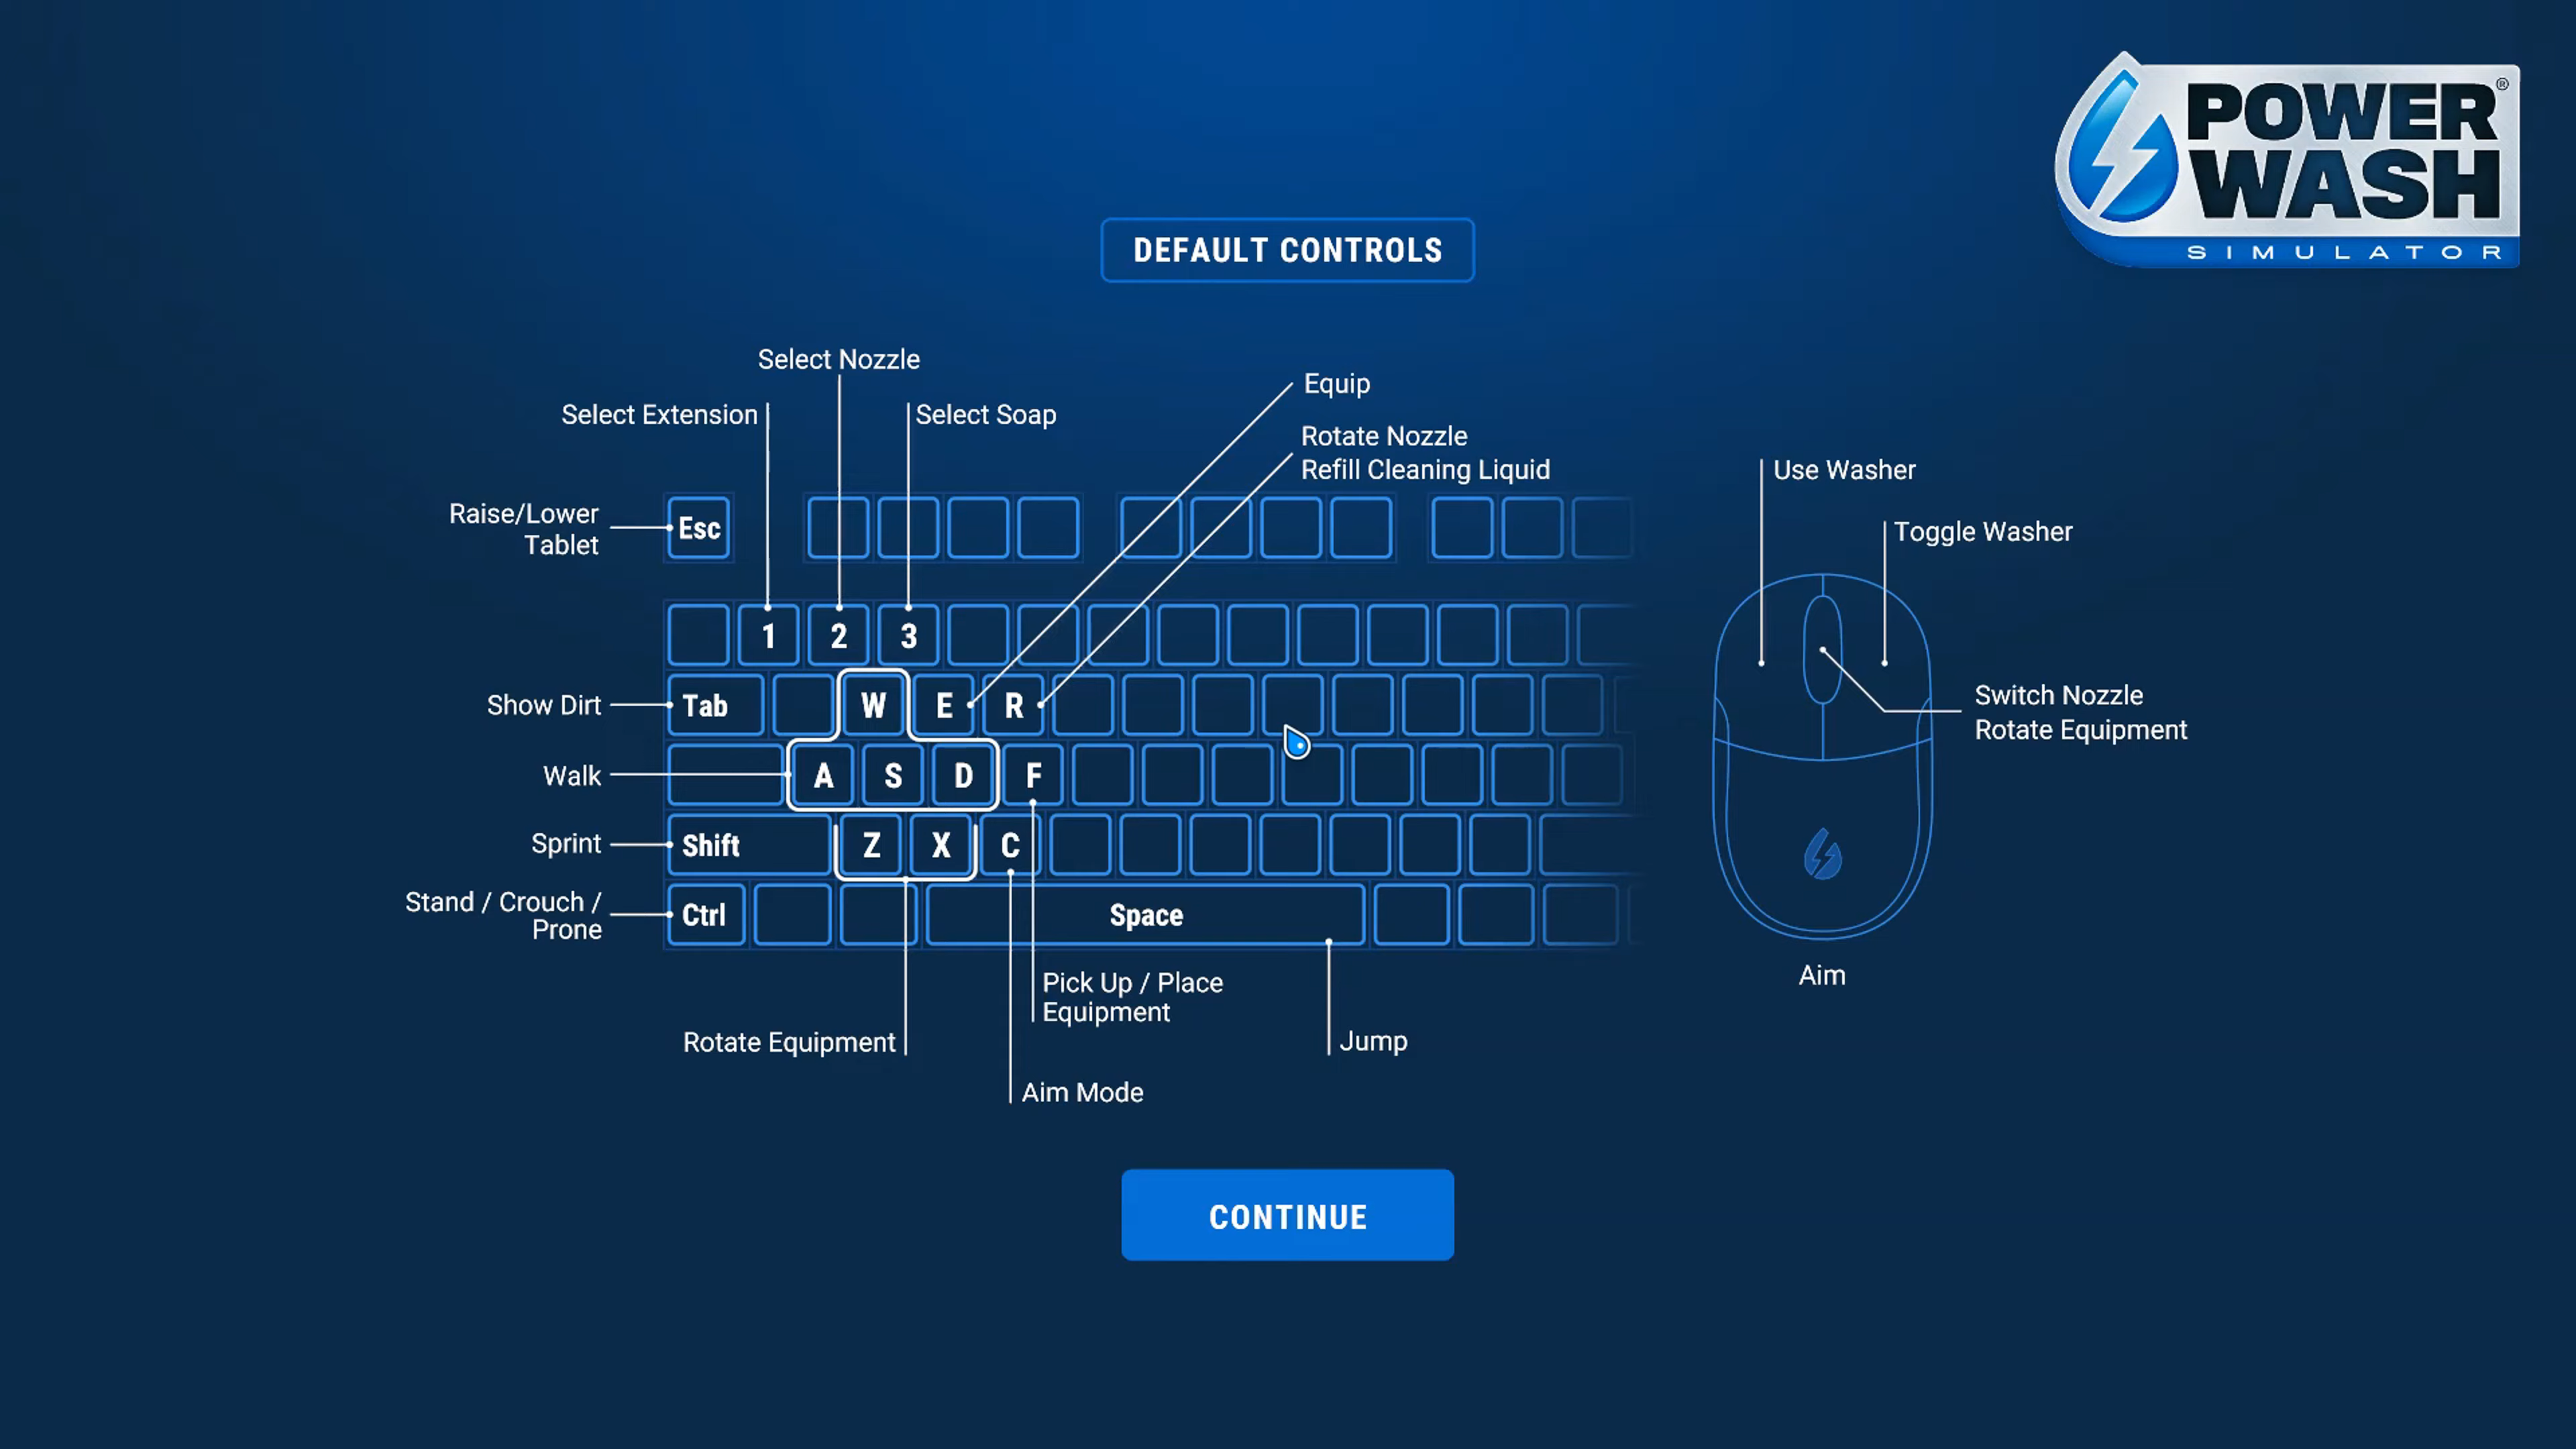 POWER
WASH
SIMULATOR
®
DEFAULT CONTROLS
Select Nozzle
Select Extension
Select Soap
Equip
Rotate Nozzle
Refill Cleaning Liquid
Use Washer
Toggle Washer
Raise/Lower
Tablet
Esc
1 2 3
Show Dirt
Tab W E R
Switch Nozzle
Rotate Equipment
Walk
A S D F
Sprint
Shift Z X C
Stand / Crouch /
Prone
Ctrl Space
Pick Up / Place
Equipment
Aim
Rotate Equipment
Jump
Aim Mode
CONTINUE